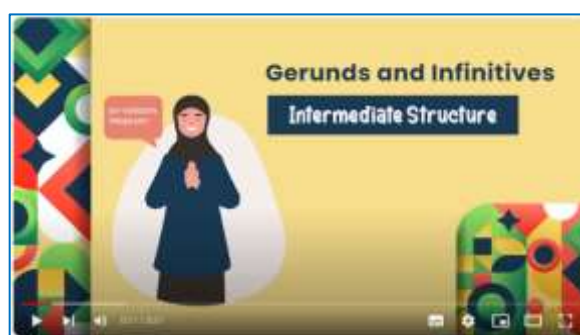 Gerunds and Infinitives
Intermediate Structure